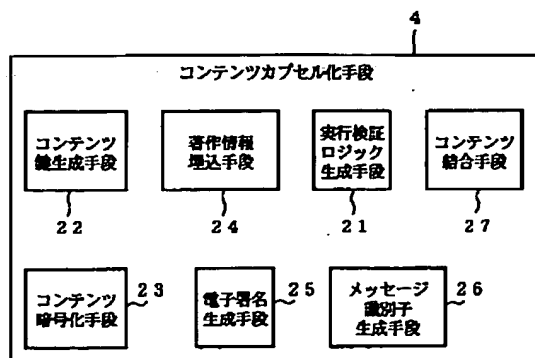 4
コンテンツカプセル化手段
コンテンツ
鍵生成手段
22
著作情報
埋込手段
24
実行検証
ロジック
生成手段
21
コンテンツ
結合手段
27
コンテンツ
暗号化手段
23
電子署名
生成手段
25
メッセージ
識別子
生成手段
26